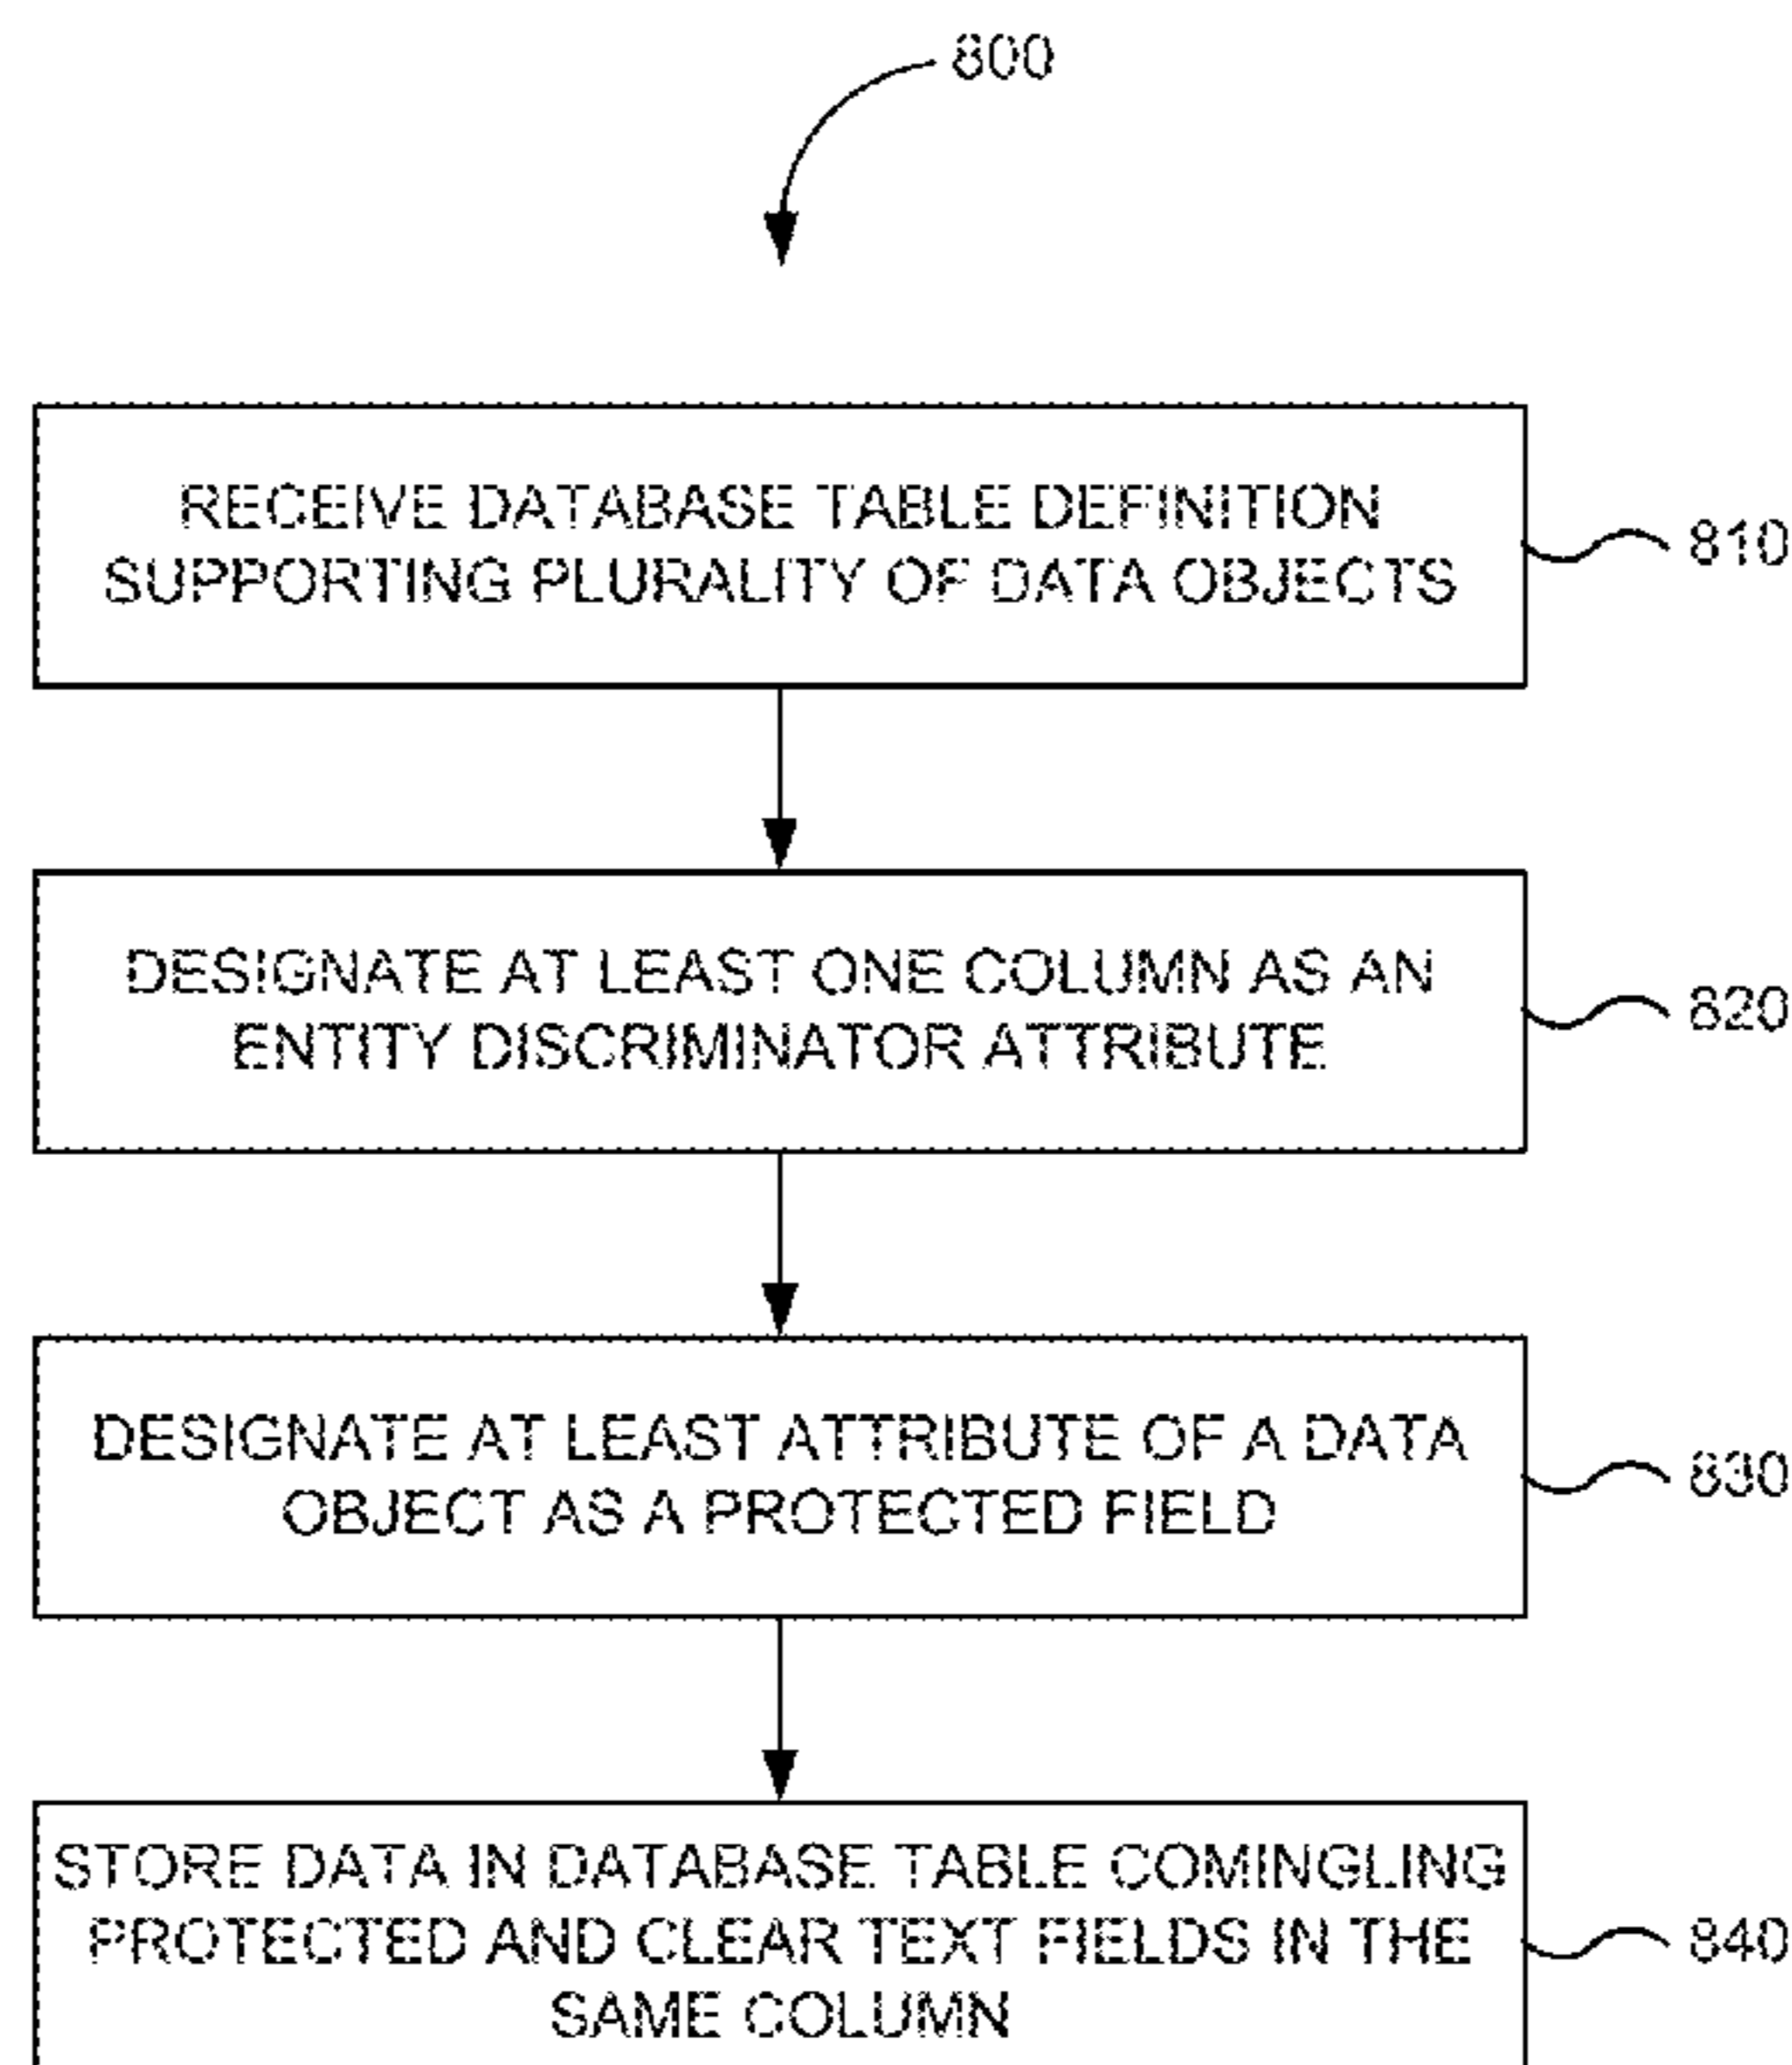 800
RECEIVE DATABASE TABLE DEFINITION
SUPPORTING PLURALITY OF DATA OBJECTS
810
DESIGNATE AT LEAST ONE COLUMN AS AN
ENTITY DISCRIMINATOR ATTRIBUTE
820
DESIGNATE AT LEAST ATTRIBUTE OF A DATA
OBJECT AS A PROTECTED FIELD
830
STORE DATA IN DATABASE TABLE COMINGLING
PROTECTED AND CLEAR TEXT FIELDS IN THE
SAME COLUMN
840